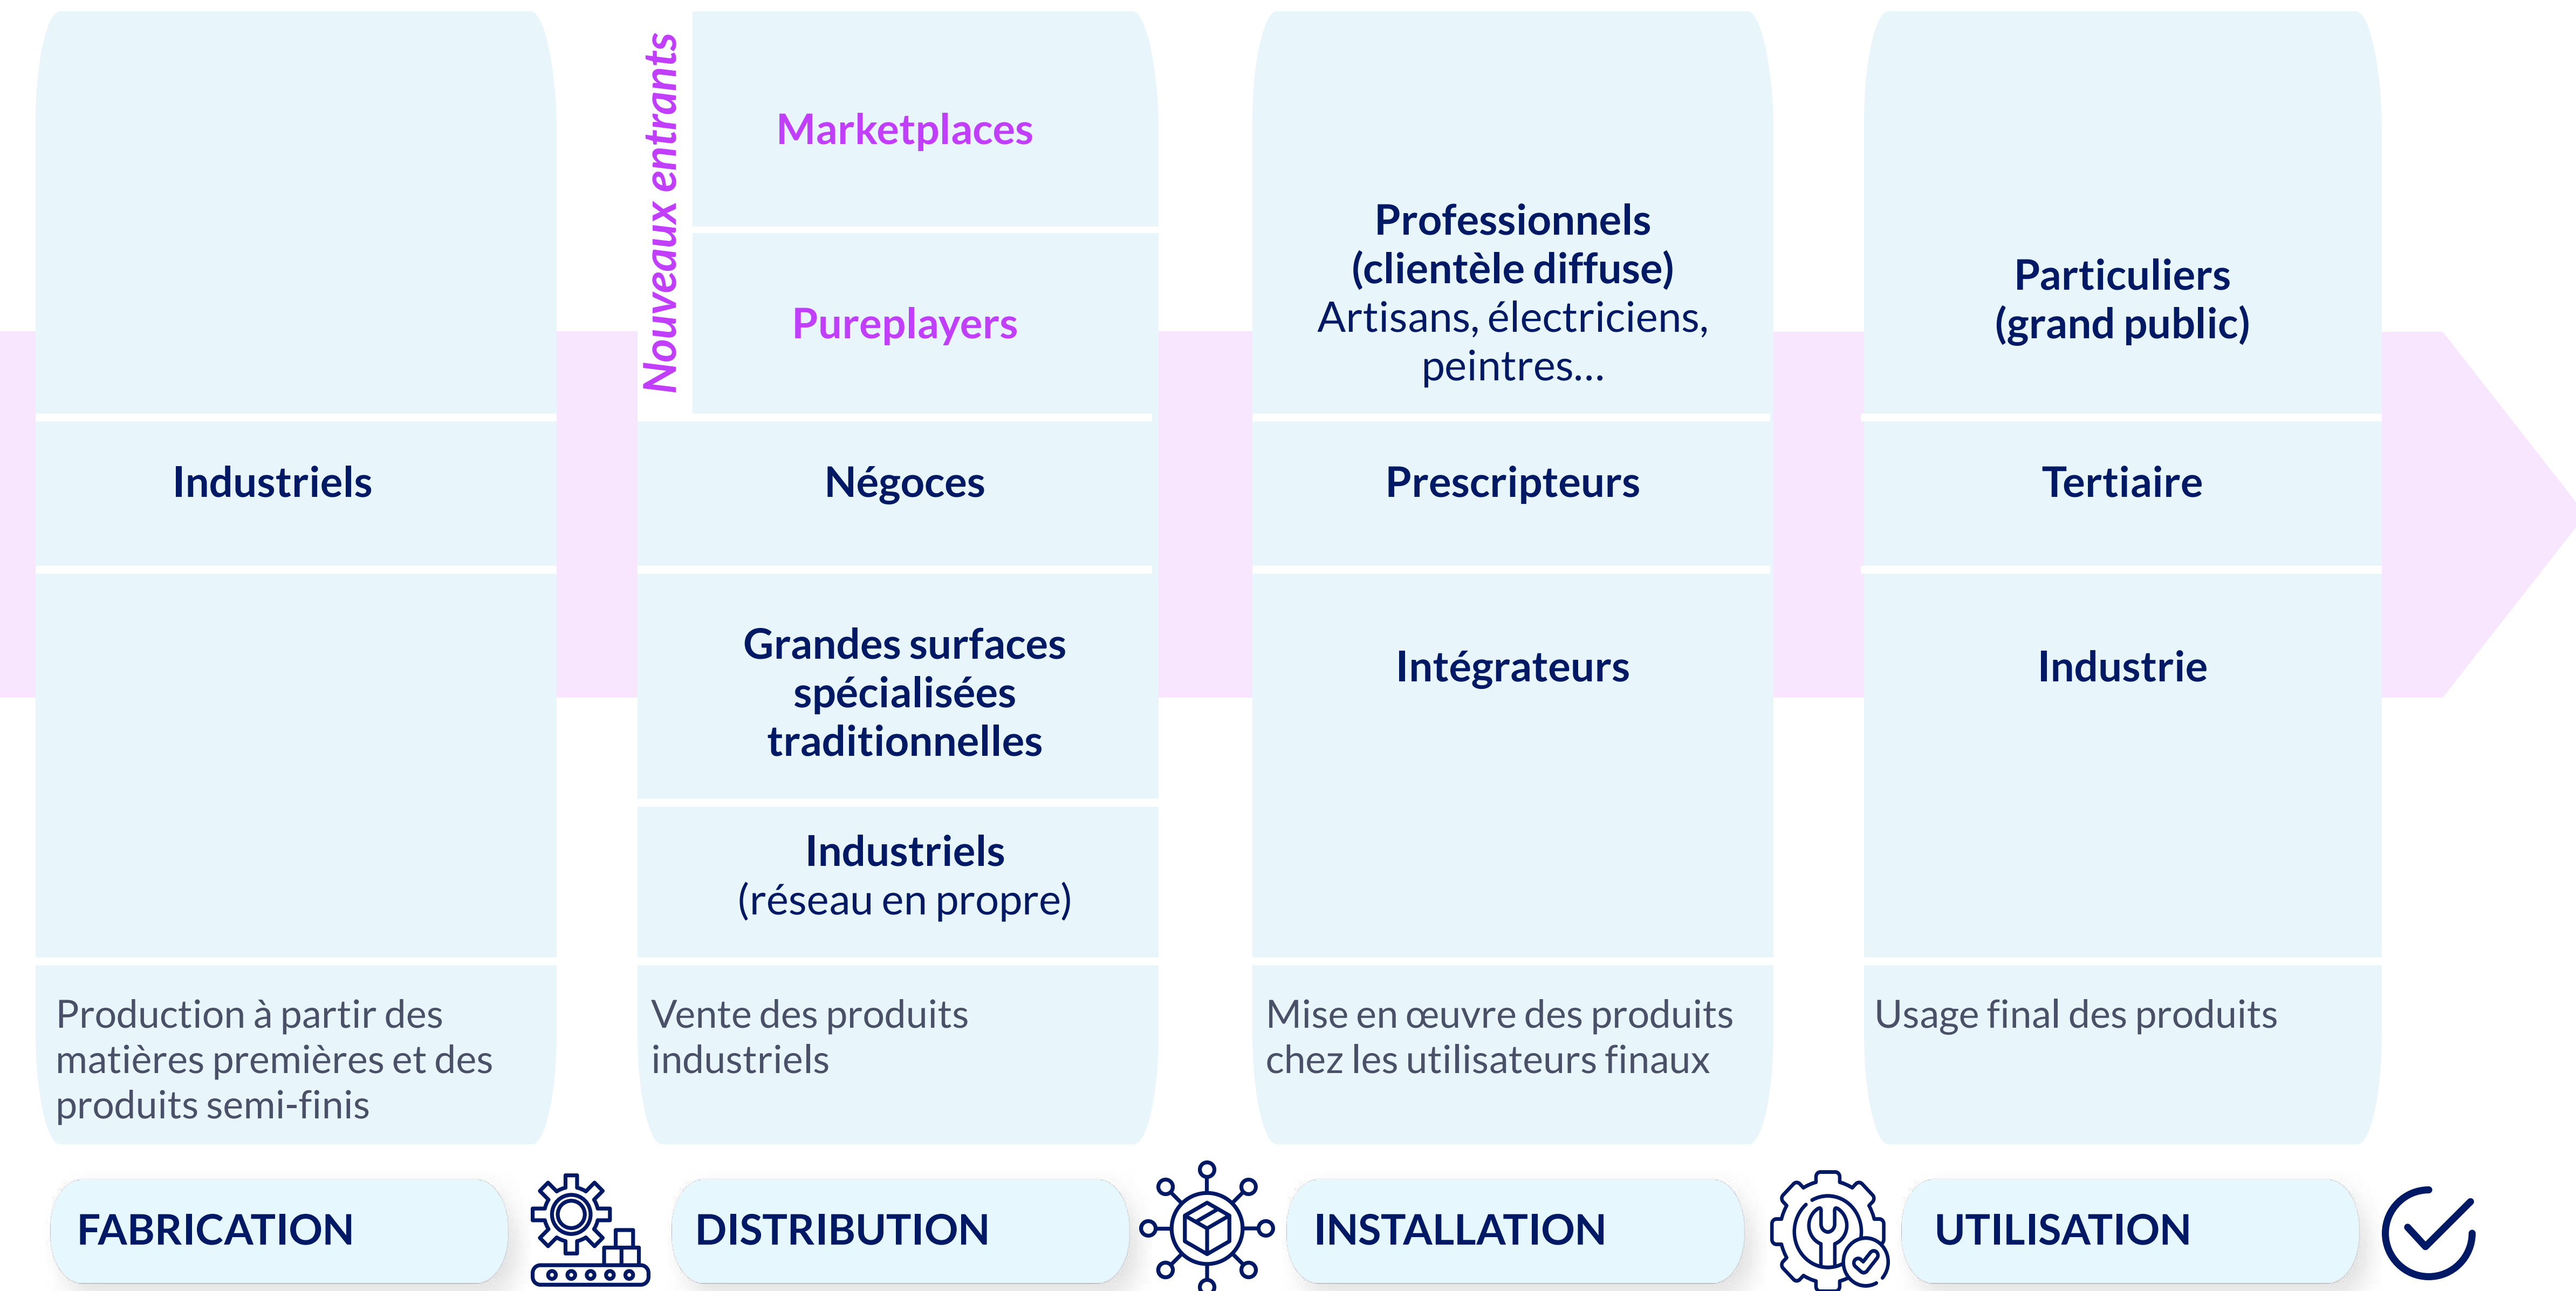 Industriels
Production à partir des
matières premières et des
produits semi-finis
FABRICATION
Nouveaux entrants
Marketplaces
Pureplayers
Négoces
Grandes surfaces
spécialisées
traditionnelles
Industriels
(réseau en propre)
Vente des produits
industriels
DISTRIBUTION
Professionnels
(clientèle diffuse)
Artisans, électriciens,
peintres...
Prescripteurs
Intégrateurs
Mise en œuvre des produits
chez les utilisateurs finaux
INSTALLATION
Particuliers
(grand public)
Tertiaire
Industrie
Usage final des produits
UTILISATION